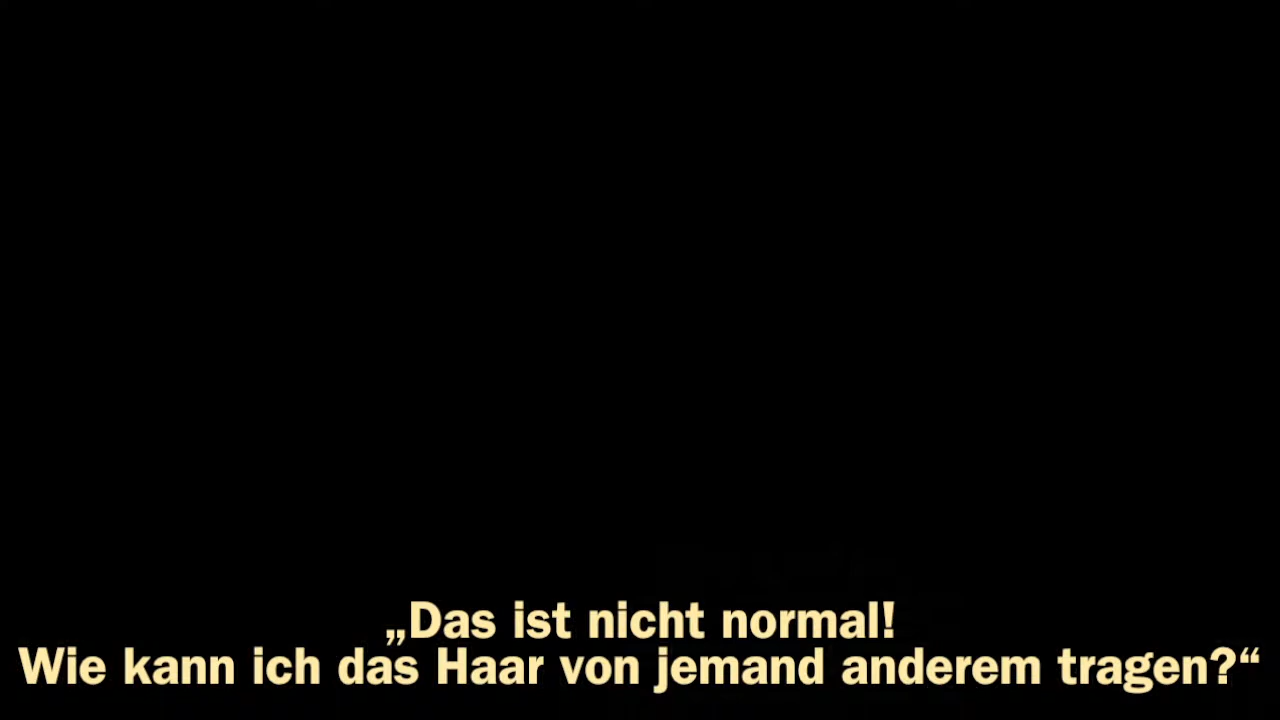 „Das ist nicht normal!
Wie kann ich das Haar von jemand anderem tragen?“